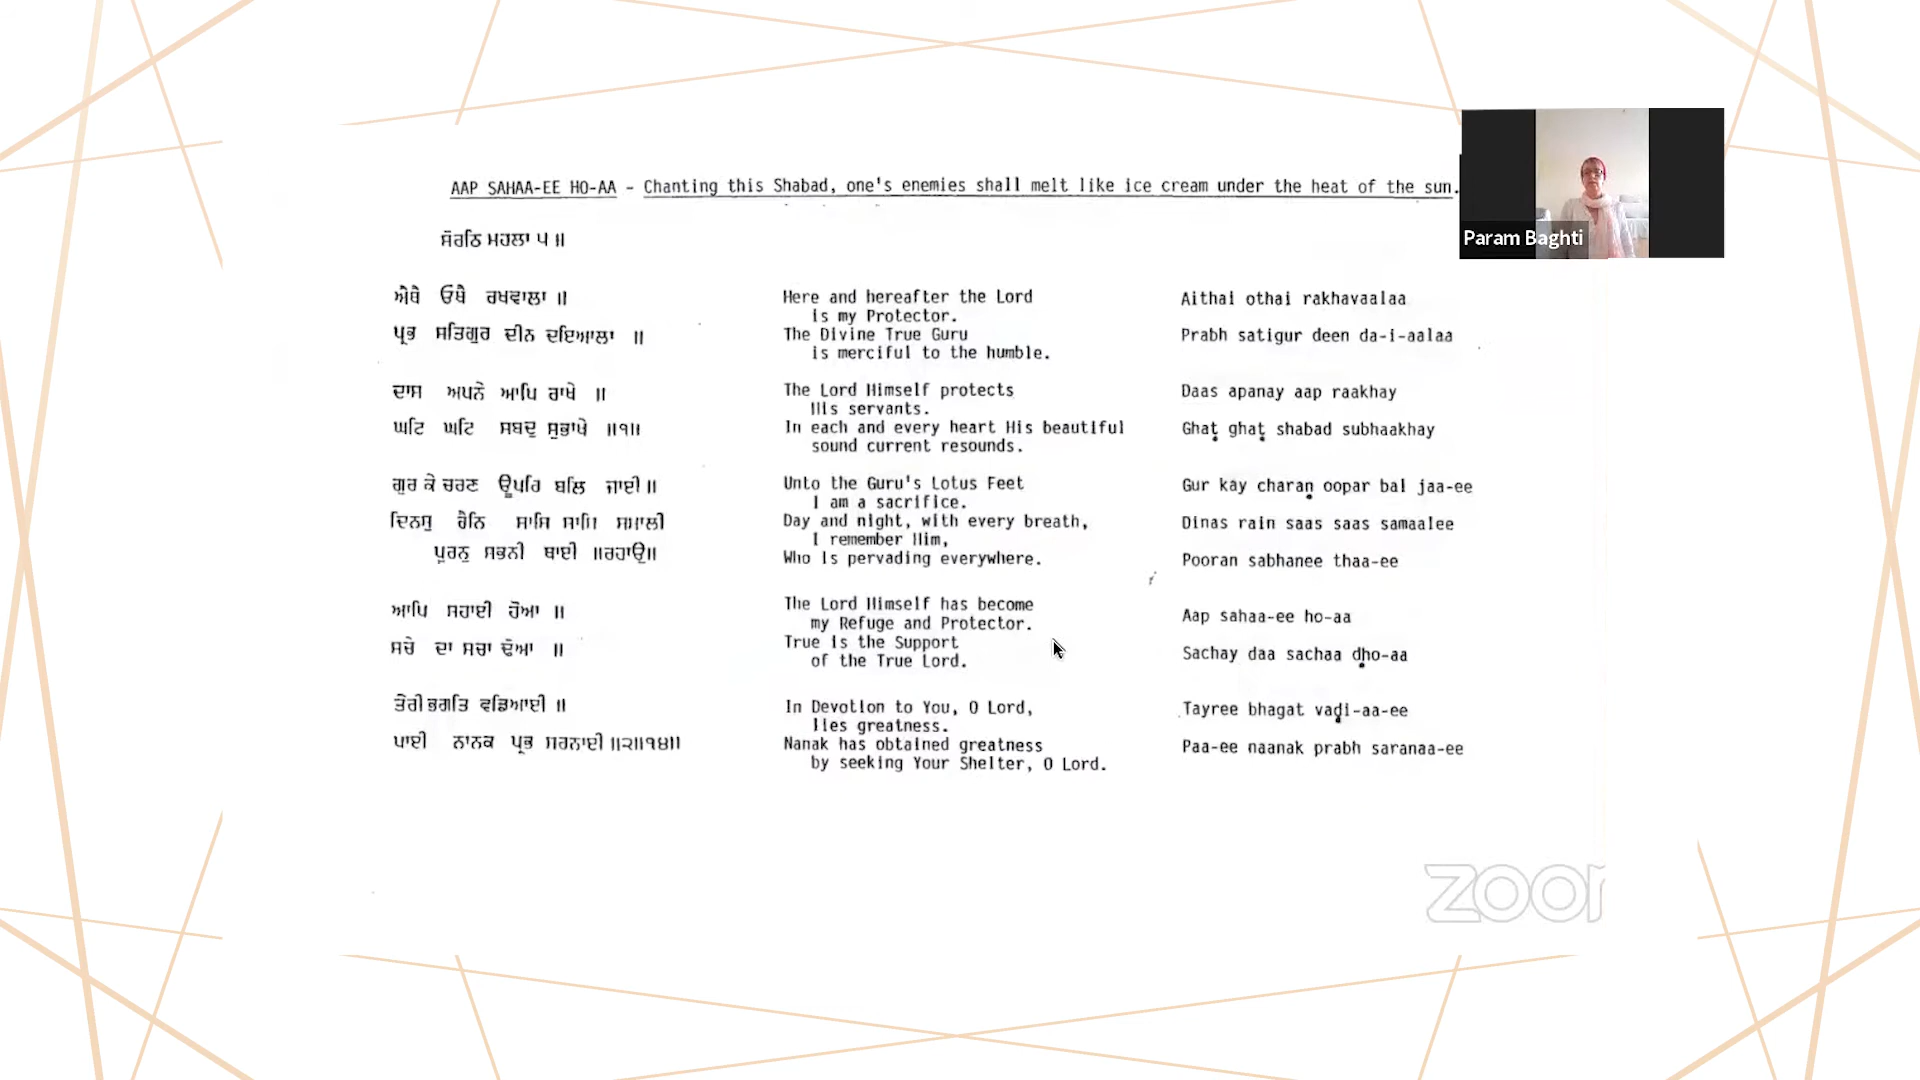 AAP SAHAA-EE HO-AA - Chanting this Shabad, one's enemies shall melt like ice cream under the heat of the sun.
Param Baghti
ਸੋਰਠਿ ਮਹਲਾ ੫ ॥
ਐਥੈ ਓਥੈ ਰਖਵਾਲਾ ॥
ਪ੍ਰਭ ਸਤਿਗੁਰ ਦੀਨ ਦਇਆਲਾ ॥
ਦਾਸ ਅਪਨੇ ਆਪਿ ਰਾਖੇ ॥
ਘਟਿ ਘਟਿ ਸਬਦੁ ਸੁਭਾਖੇ ॥੧॥
ਗੁਰ ਕੇ ਚਰਣ ਊਪਰਿ ਬਲਿ ਜਾਈ ॥
ਦਿਨਸੁ ਰੈਨਿ ਸਾਸਿ ਸਾਸਿ ਸਮਾਲੀ
ਪੂਰਨੁ ਸਭਨੀ ਥਾਈ ॥ਰਹਾਉ॥
ਆਪਿ ਸਹਾਈ ਹੋਆ ॥
ਸਚੇ ਦਾ ਸਚਾ ਢੋਆ ॥
ਤੇਰੀ ਭਗਤਿ ਵਡਿਆਈ ॥
ਪਾਈ ਨਾਨਕ ਪ੍ਰਭ ਸਰਨਾਈ ॥੨॥੧੪॥
Here and hereafter the Lord
is my Protector.
The Divine True Guru
is merciful to the humble.
The Lord Himself protects
His servants.
In each and every heart His beautiful
sound current resounds.
Unto the Guru's Lotus Feet
I am a sacrifice.
Day and night, with every breath,
I remember Him,
Who is pervading everywhere.
The Lord Himself has become
my Refuge and Protector.
True is the Support
of the True Lord.
In Devotion to You, O Lord,
lies greatness.
Nanak has obtained greatness
by seeking Your Shelter, O Lord.
Aithai othai rakhavaalaa
Prabh satigur deen da-i-aalaa
Daas apanay aap raakhay
Ghaṭ ghaṭ shabad subhaakhay
Gur kay charaṇ oopar bal jaa-ee
Dinas rain saas saas samaalee
Pooran sabhanee thaa-ee
Aap sahaa-ee ho-aa
Sachay daa sachaa ḍho-aa
Tayree bhagat vaḍi-aa-ee
Paa-ee naanak prabh saranaa-ee
zoom